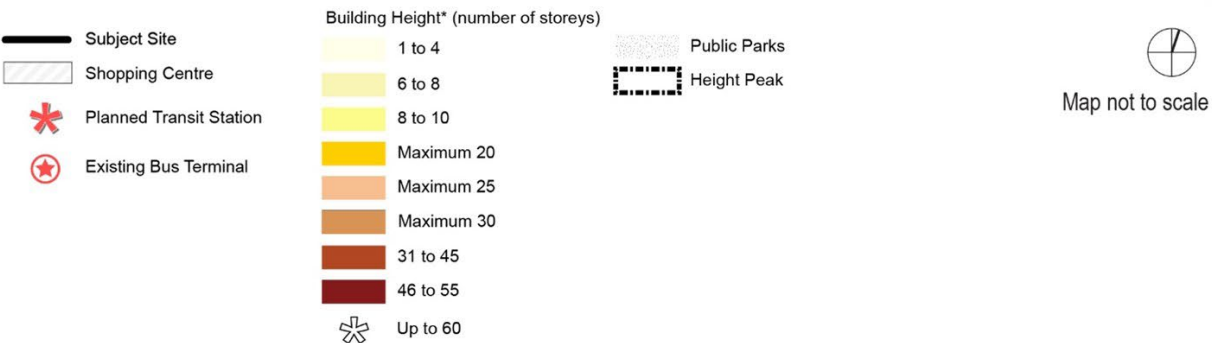 Subject Site
Shopping Centre
Planned Transit Station
Existing Bus Terminal
Building Height* (number of storeys)
1 to 4
6 to 8
8 to 10
Maximum 20
Maximum 25
Maximum 30
31 to 45
46 to 55
Up to 60
Public Parks
Height Peak
Map not to scale